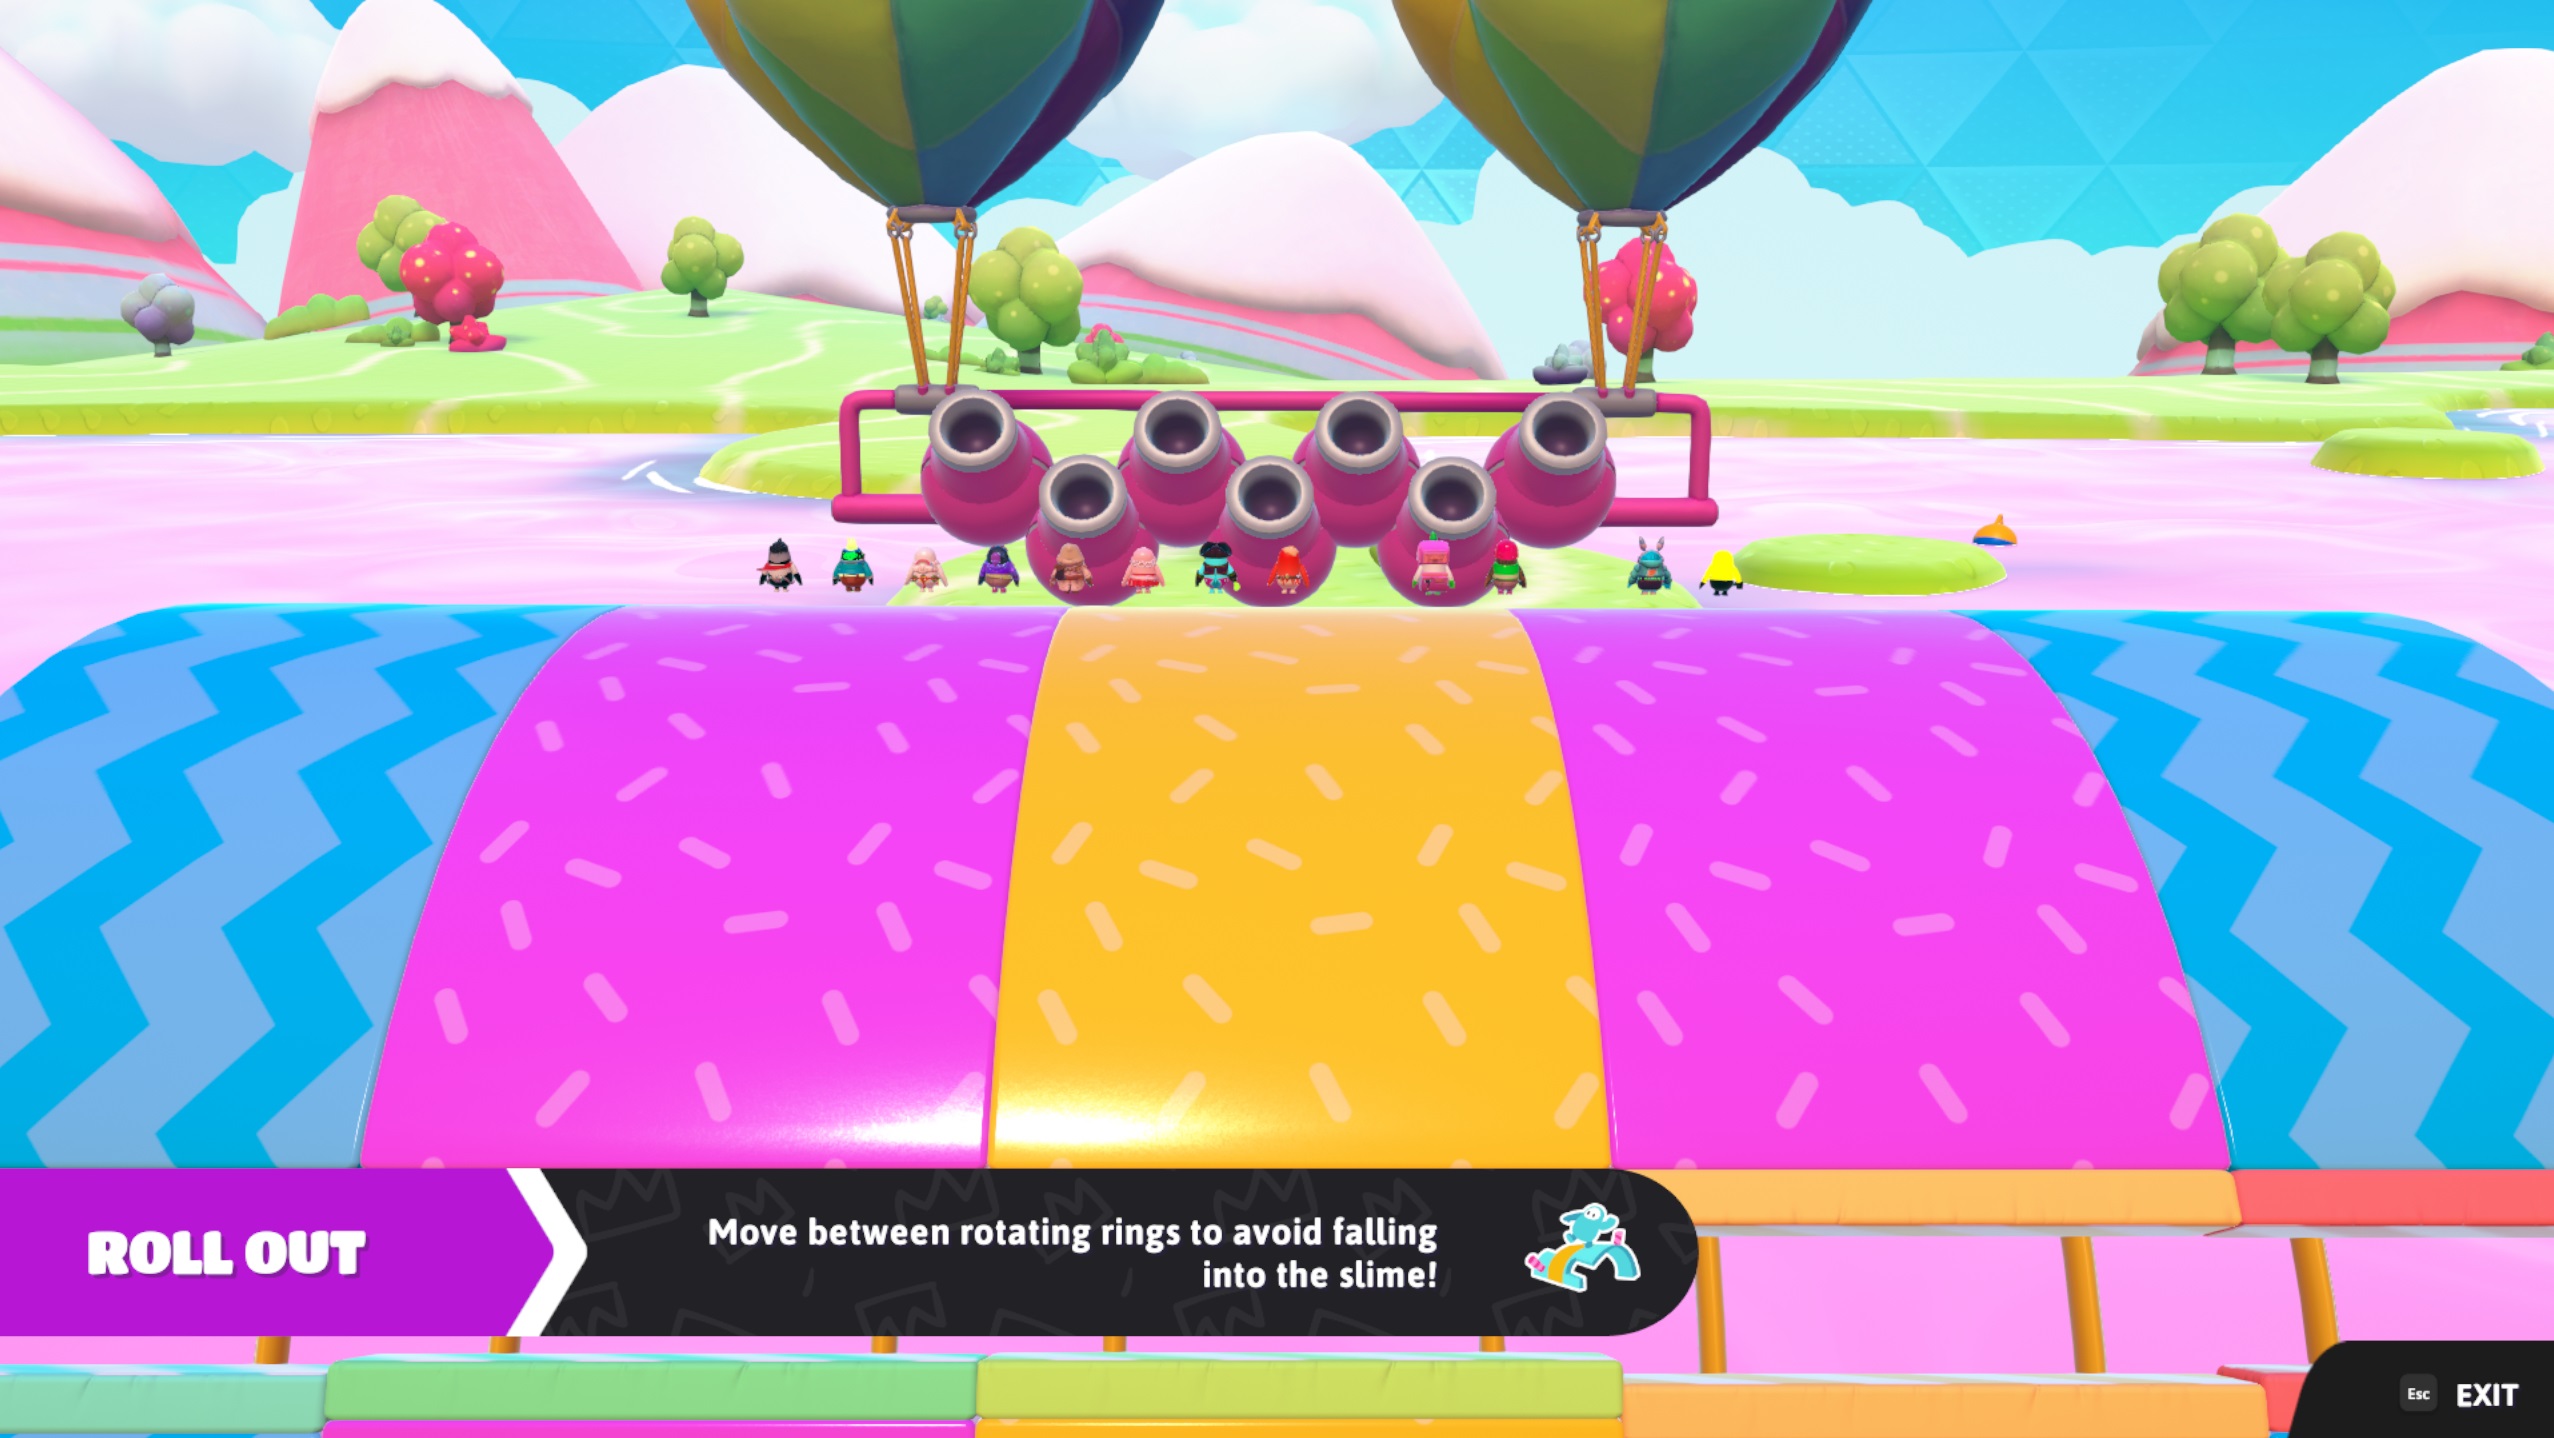 ROLL OUT
Move between rotating rings to avoid falling
into the slime!
Esc EXIT